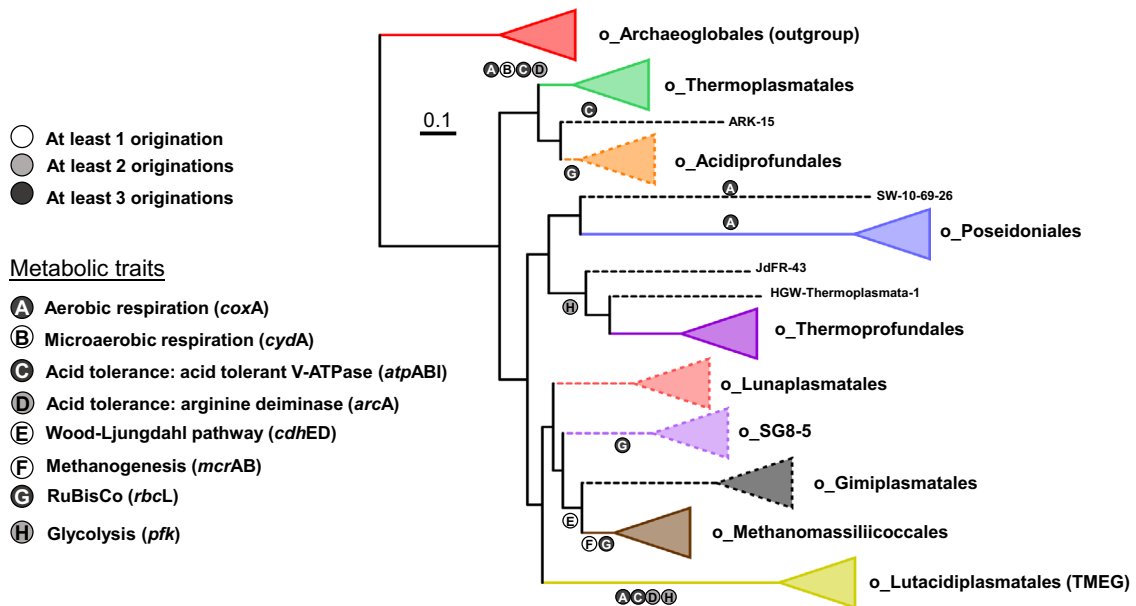 o_Archaeoglobales (outgroup)
A B C D
o_Thermoplasmatales
C
0.1
ARK-15
o_Acidiprofundales
G
At least 1 origination
At least 2 originations
At least 3 originations
A
SW-10-69-26
A
o_Poseidoniales
JdFR-43
HGW-Thermoplasmata-1
H
o_Thermoprofundales
Metabolic traits
A Aerobic respiration (coxA)
B Microaerobic respiration (cydA)
C Acid tolerance: acid tolerant V-ATPase (atpABI)
D Acid tolerance: arginine deiminase (arcA)
E Wood-Ljungdahl pathway (cdhED)
F Methanogenesis (mcrAB)
G RuBisCo (rbcL)
H Glycolysis (pfk)
o_Lunaplasmatales
o_SG8-5
G
o_Gimiplasmatales
E
o_Methanomassiliicoccales
F G
o_Lutacidiplasmatales (TMEG)
A C D H